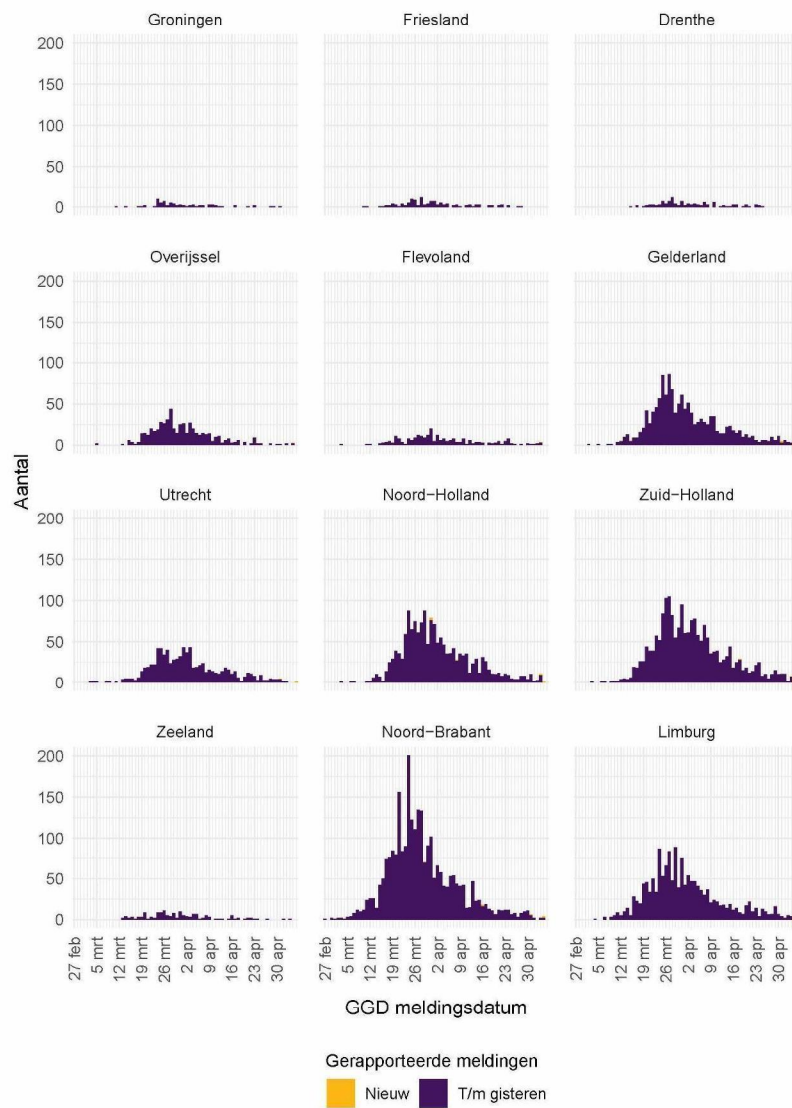 Groningen Friesland Drenthe
200
150
100
50
0
Overijssel Flevoland Gelderland
200
150
100
50
0
Aantal
Utrecht Noord-Holland Zuid-Holland
200
150
100
50
0
Zeeland Noord-Brabant Limburg
200
150
100
50
0
27 feb 5 mrt 12 mrt 19 mrt 26 mrt 2 apr 9 apr 16 apr 23 apr 30 apr 27 feb 5 mrt 12 mrt 19 mrt 26 mrt 2 apr 9 apr 16 apr 23 apr 30 apr 27 feb 5 mrt 12 mrt 19 mrt 26 mrt 2 apr 9 apr 16 apr 23 apr 30 apr
GGD meldingsdatum
Gerapporteerde meldingen
Nieuw T/m gisteren